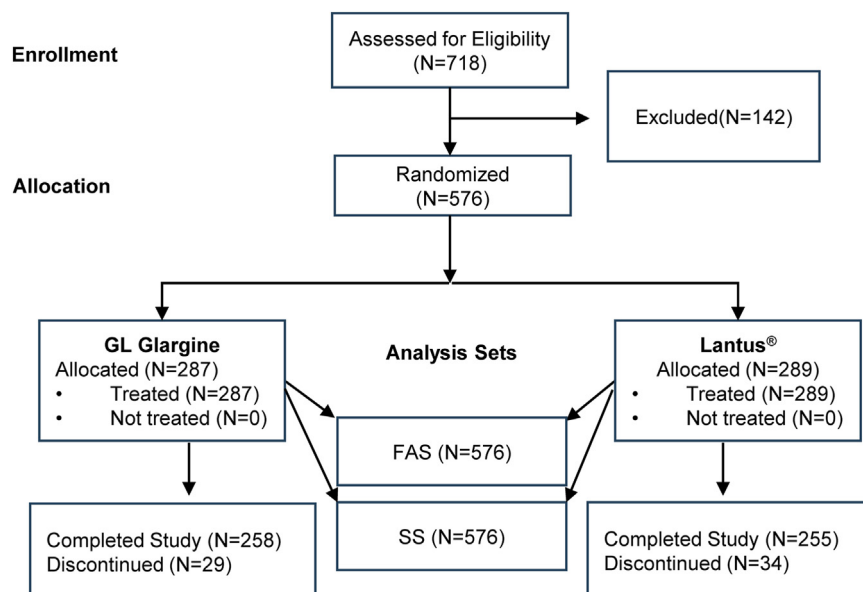 Assessed for Eligibility
(N=718)
Enrollment
Excluded(N=142)
Allocation
Randomized
(N=576)
GL Glargine
Allocated (N=287)
• Treated (N=287)
• Not treated (N=0)
Analysis Sets
Lantus®
Allocated (N=289)
• Treated (N=289)
• Not treated (N=0)
FAS (N=576)
SS (N=576)
Completed Study (N=258)
Discontinued (N=29)
Completed Study (N=255)
Discontinued (N=34)